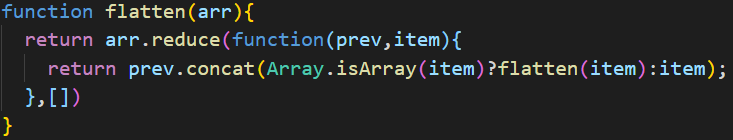 function flatten(arr){
  return arr.reduce(function(prev,item){
    return prev.concat(Array.isArray(item)?flatten(item):item);
  },[])
}